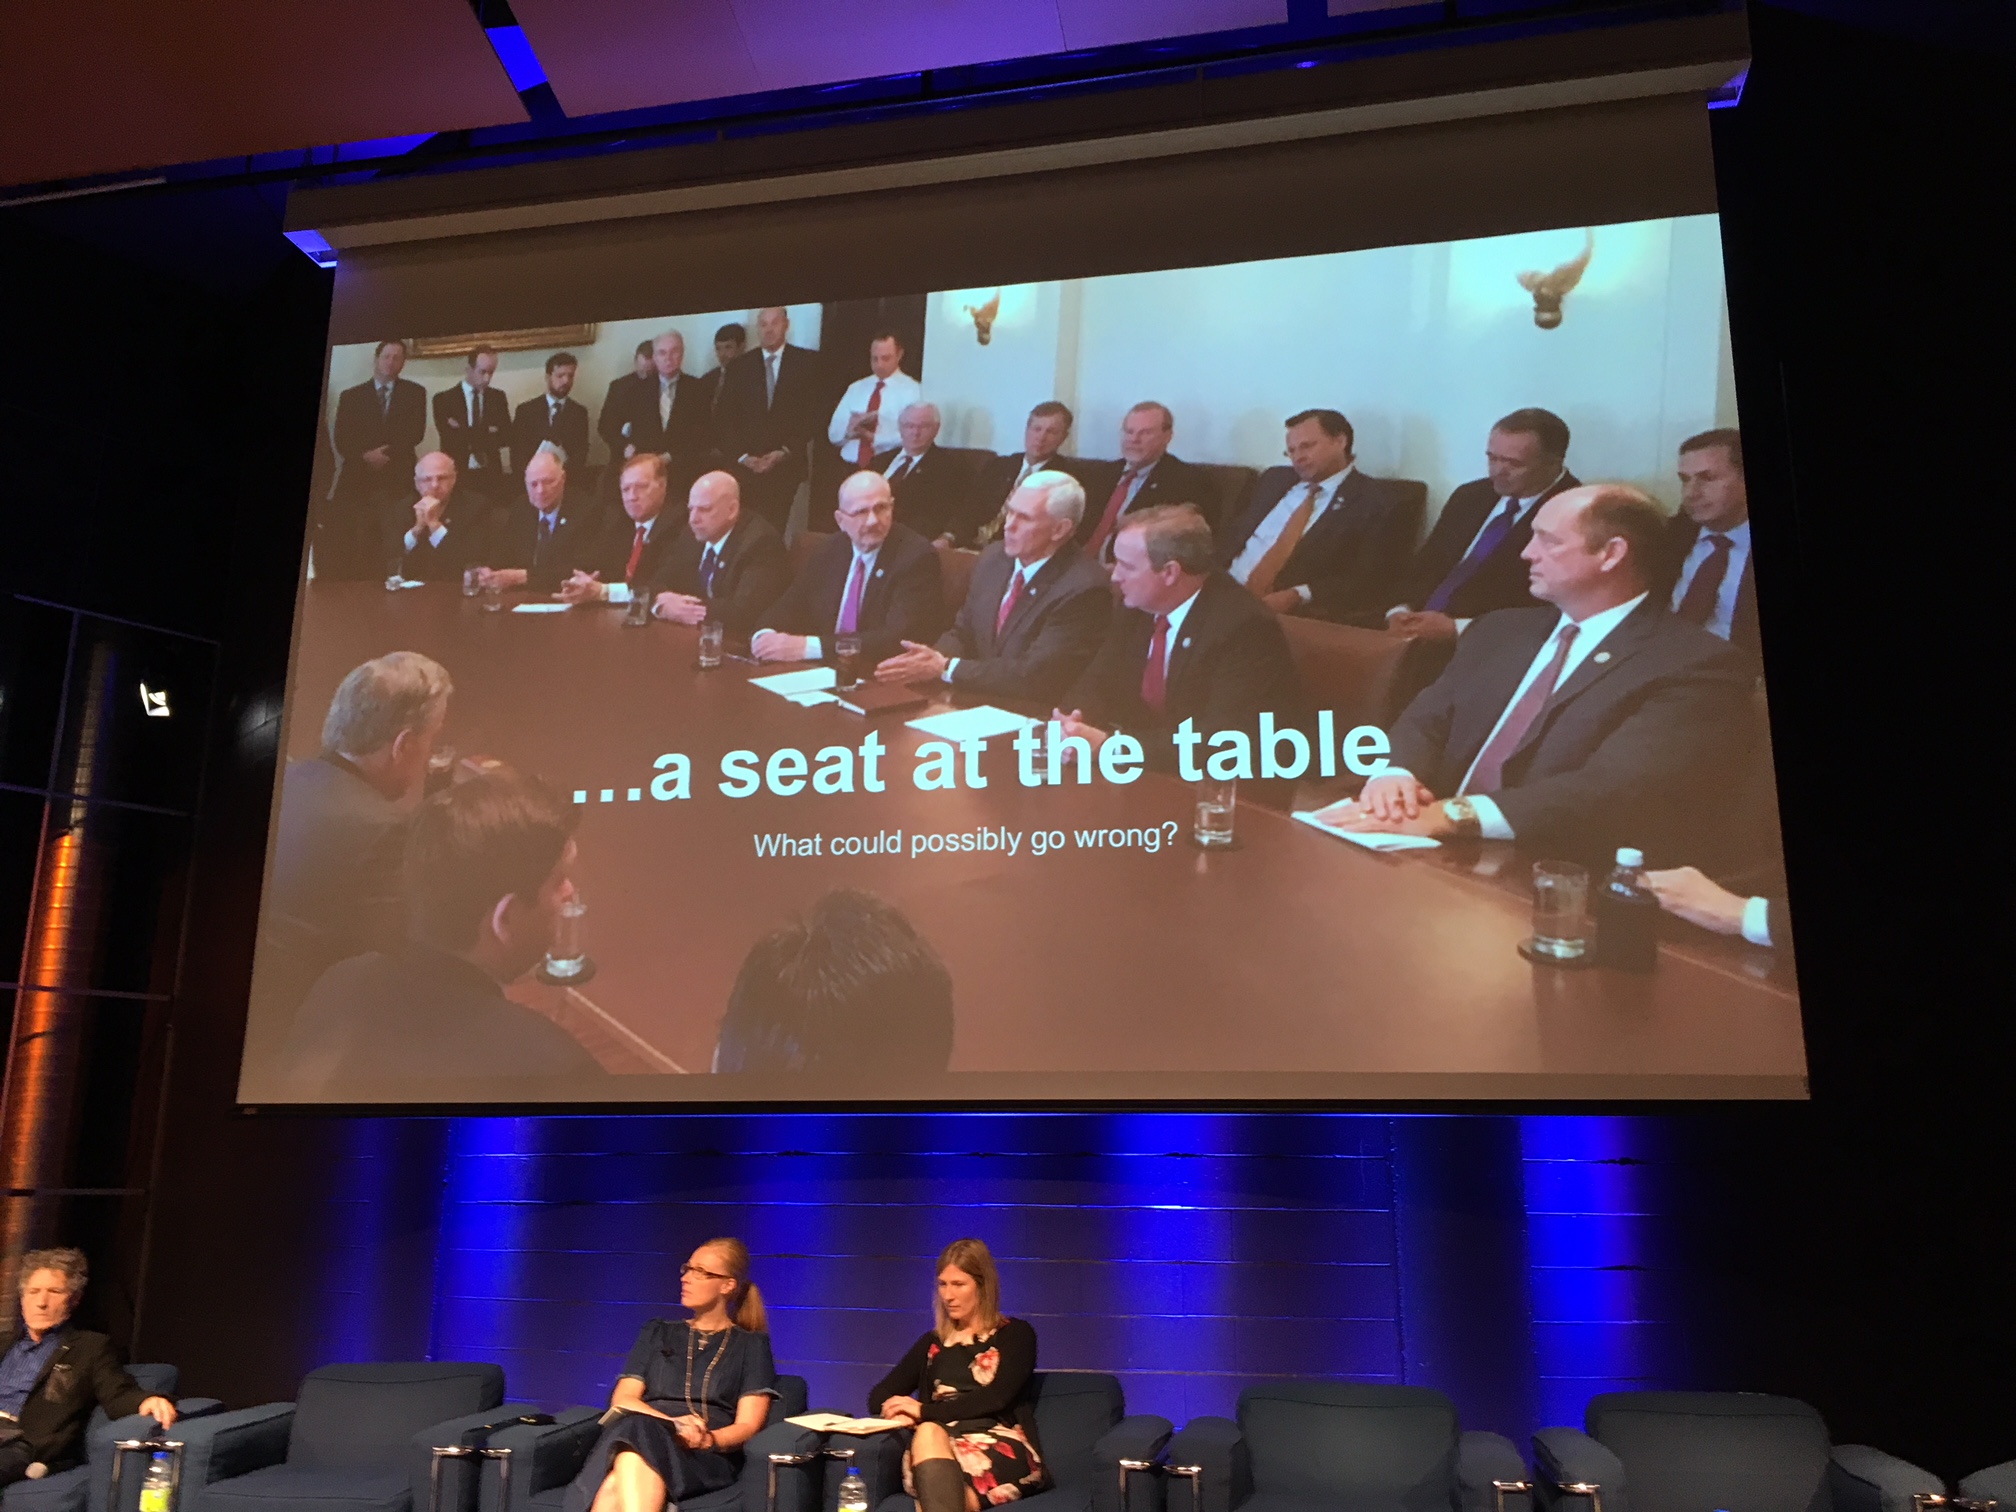 ...a seat at the table
What could possibly go wrong?